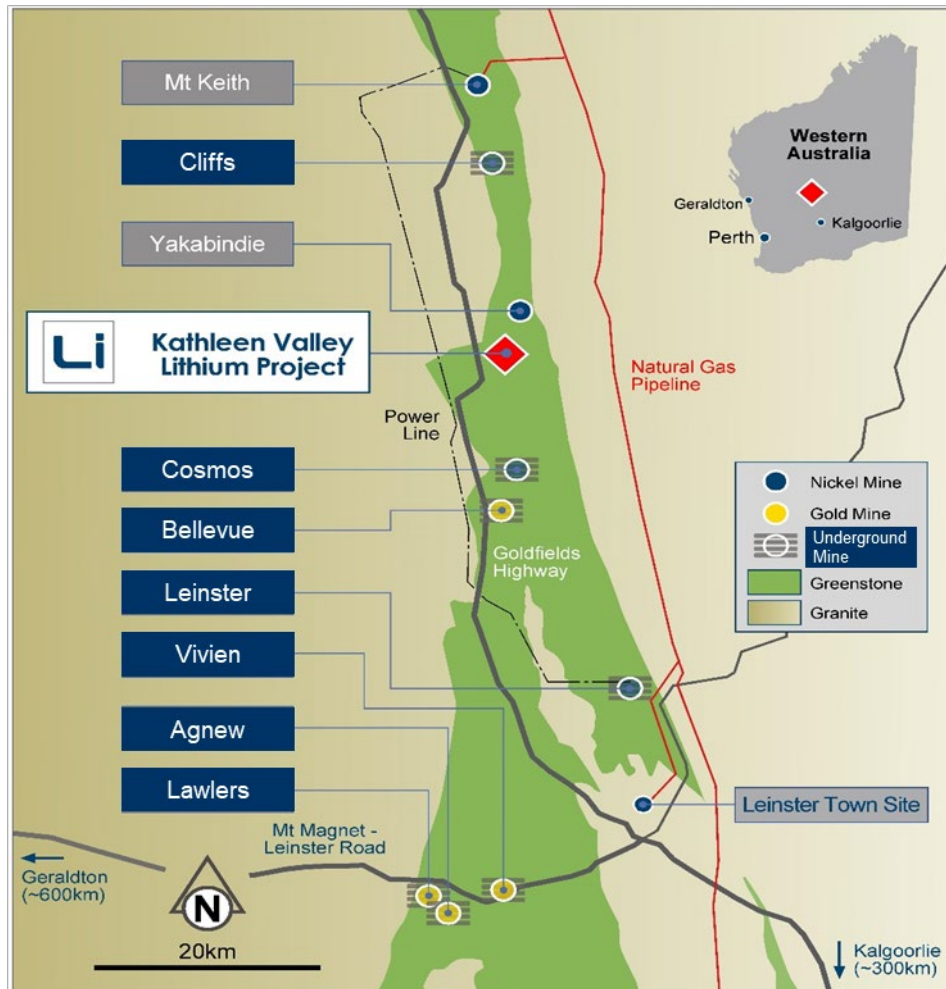 Mt Keith
Cliffs
Yakabindie
Li
Kathleen Valley
Lithium Project
Western
Australia
Geraldton
Kalgoorlie
Perth
Natural Gas
Pipeline
Power
Line
Cosmos
Bellevue
Goldfields
Highway
Leinster
Vivien
Agnew
Lawlers
Nickel Mine
Gold Mine
Underground
Mine
Greenstone
Granite
Leinster Town Site
Mt Magnet -
Leinster Road
Geraldton
(~600km)
N
20km
Kalgoorlie
(~300km)